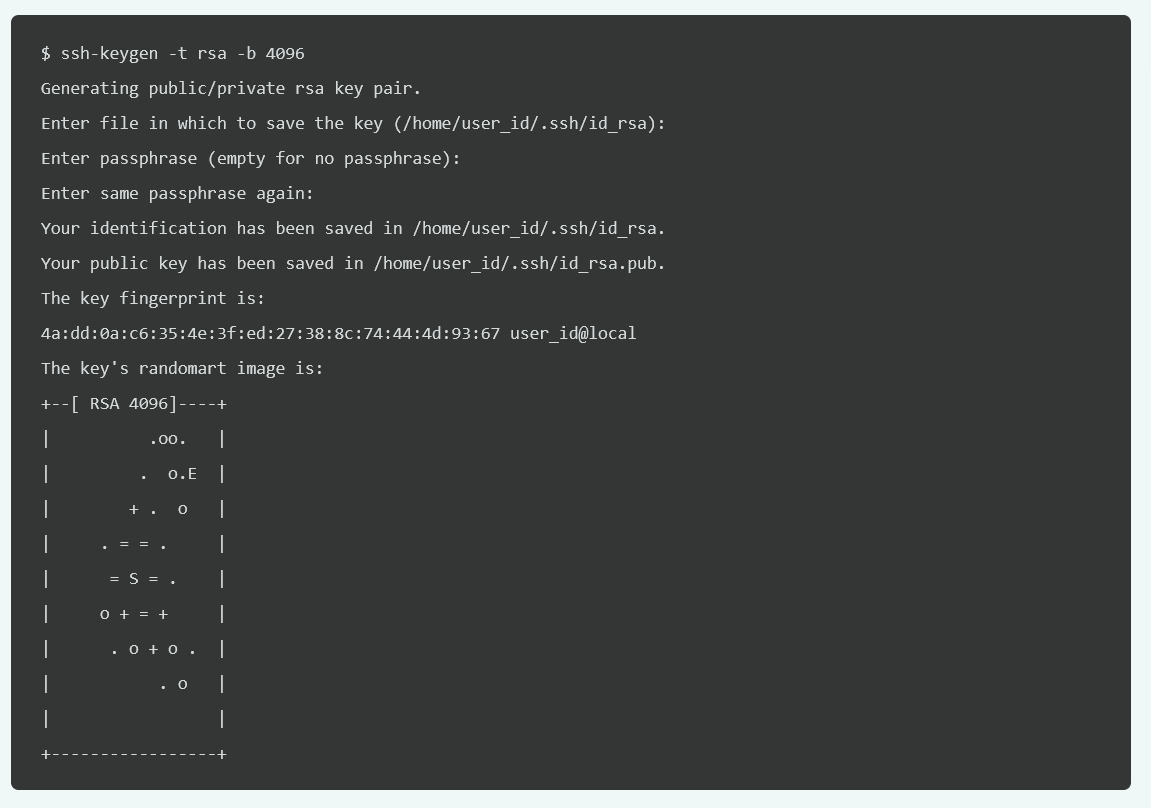 $ ssh-keygen -t rsa -b 4096
Generating public/private rsa key pair.
Enter file in which to save the key (/home/user_id/.ssh/id_rsa):
Enter passphrase (empty for no passphrase):
Enter same passphrase again:
Your identification has been saved in /home/user_id/.ssh/id_rsa.
Your public key has been saved in /home/user_id/.ssh/id_rsa.pub.
The key fingerprint is:
4a:dd:0a:c6:35:4e:3f:ed:27:38:8c:74:44:4d:93:67 user_id@local
The key's randomart image is:
+--[ RSA 4096]----+
|          .oo.   |
|         .  o.E  |
|        + .  o   |
|     . = = .     |
|      = S = .    |
|     o + = +     |
|      . o + o .  |
|           . o   |
|                 |
+-----------------+